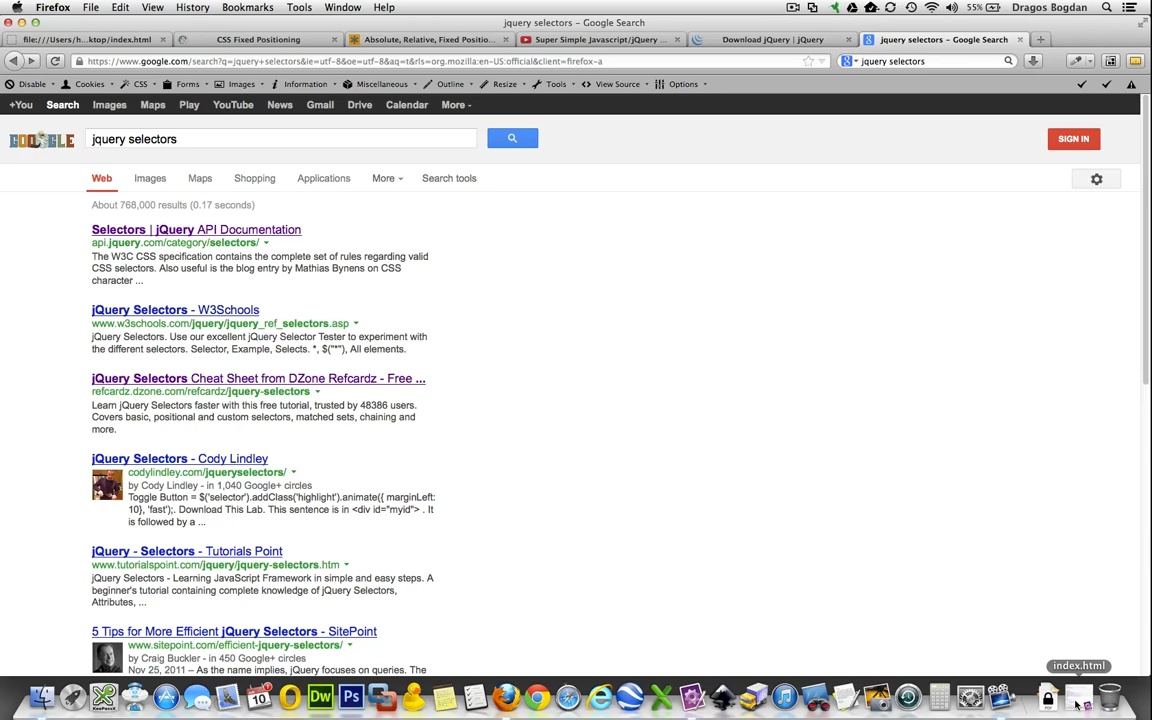 Firefox File Edit View History Bookmarks Tools Window Help 55% Dragos Bogdan
jquery selectors - Google Search
file:///Users/h...ktop/index.html CSS Fixed Positioning Absolute, Relative, Fixed Positio... Super Simple Javascript/jQuery ... Download jQuery | jQuery jquery selectors - Google Search
https://www.google.com/search?q=jquery+selectors&ie=utf-8&oe=utf-8&aq=t&rls=org.mozilla:en-US:official&client=firefox-a jquery selectors
Disable Cookies CSS Forms Images Information Miscellaneous Outline Resize Tools View Source Options
+You Search Images Maps Play YouTube News Gmail Drive Calendar More
GOOGLE jquery selectors SIGN IN
Web Images Maps Shopping Applications More Search tools
About 768,000 results (0.17 seconds)
Selectors | jQuery API Documentation
api.jquery.com/category/selectors/
The W3C CSS specification contains the complete set of rules regarding valid
CSS selectors. Also useful is the blog entry by Mathias Bynens on CSS
character ...
jQuery Selectors - W3Schools
www.w3schools.com/jquery/jquery_ref_selectors.asp
jQuery Selectors. Use our excellent jQuery Selector Tester to experiment with
the different selectors. Selector, Example, Selects. *, $("*"), All elements.
jQuery Selectors Cheat Sheet from DZone Refcardz - Free ...
refcardz.dzone.com/refcardz/jquery-selectors
Learn jQuery Selectors faster with this free tutorial, trusted by 48386 users.
Covers basic, positional and custom selectors, matched sets, chaining and
more.
jQuery Selectors - Cody Lindley
codylindley.com/jqueryselectors/
by Cody Lindley - in 1,040 Google+ circles
Toggle Button = $('selector').addClass('highlight').animate({ marginLeft:
10}, 'fast');. Download This Lab. This sentence is in <div id="myid"> . It
is followed by a ...
jQuery - Selectors - Tutorials Point
www.tutorialspoint.com/jquery/jquery-selectors.htm
jQuery Selectors - Learning JavaScript Framework in simple and easy steps. A
beginner's tutorial containing complete knowledge of jQuery Selectors,
Attributes, ...
5 Tips for More Efficient jQuery Selectors - SitePoint
www.sitepoint.com/efficient-jquery-selectors/
by Craig Buckler - in 450 Google+ circles
Nov 25, 2011 – As the name implies, jQuery focuses on queries. The
index.html
10 Dw Ps